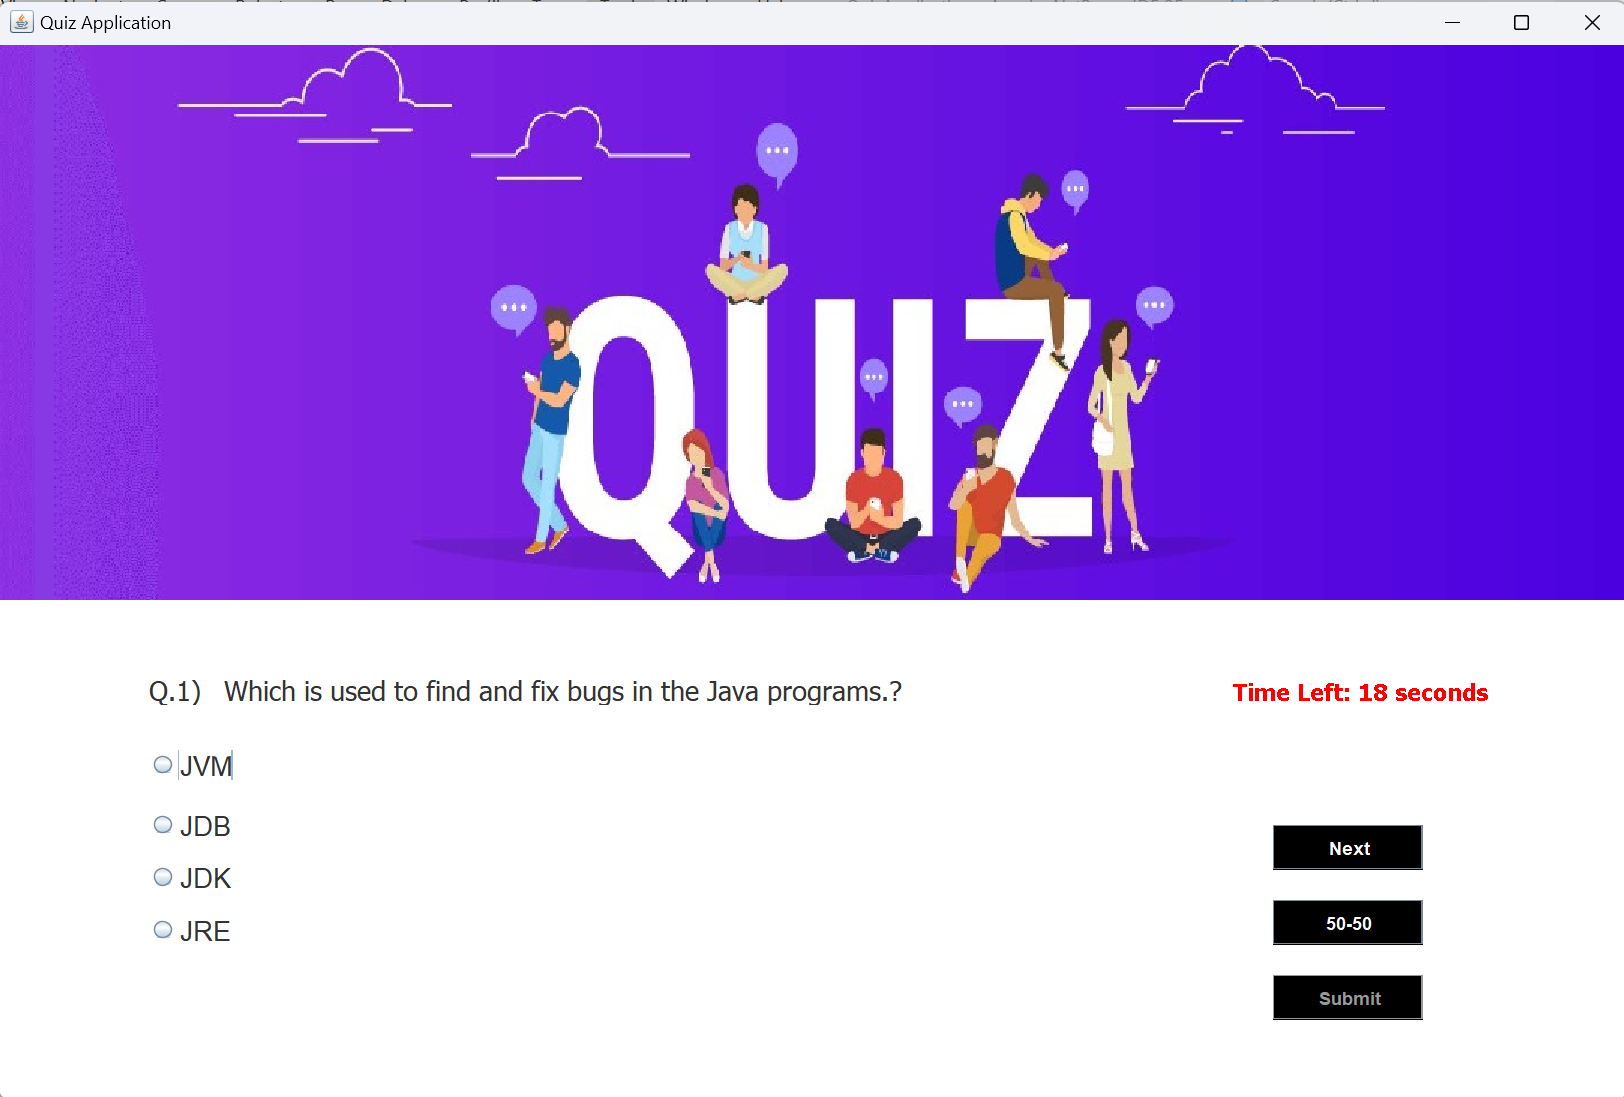 Quiz Application
QUIZ
Q.1) Which is used to find and fix bugs in the Java programs.?
Time Left: 18 seconds
JVM
JDB
JDK
JRE
Next
50-50
Submit